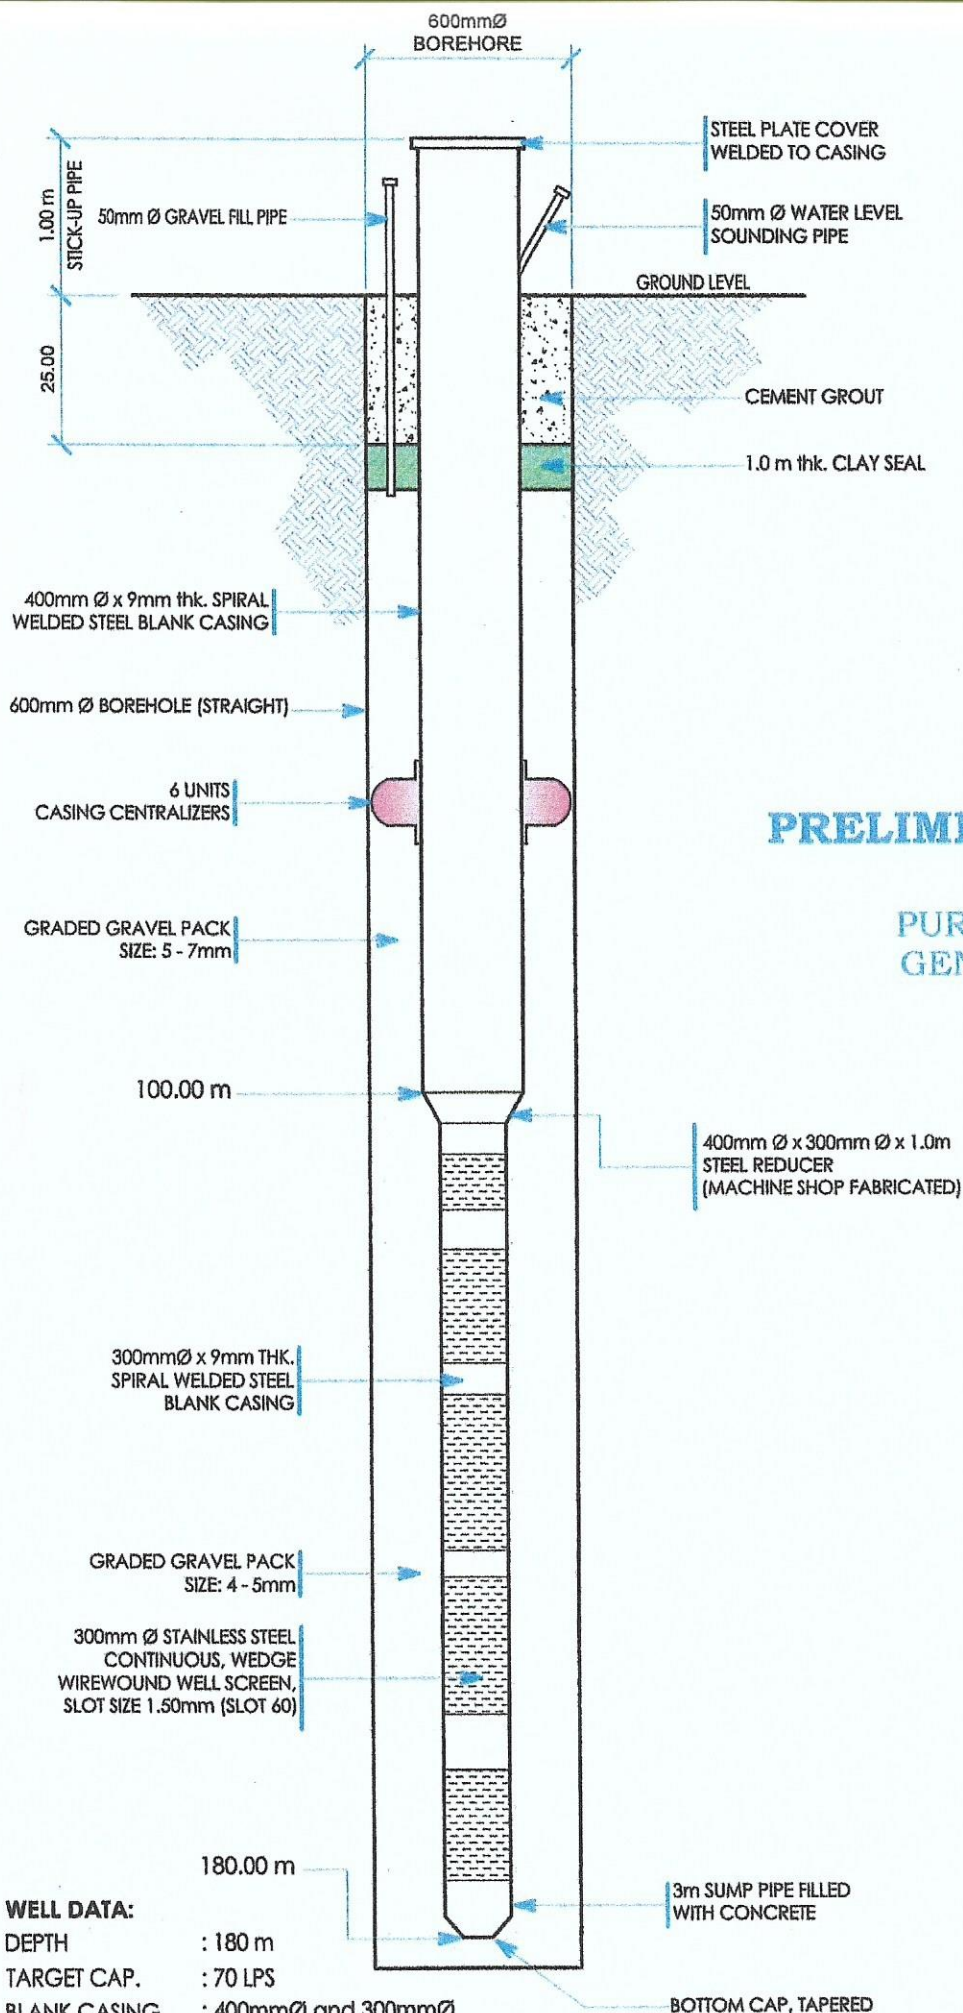 600mmØ
BOREHORE
STEEL PLATE COVER
WELDED TO CASING
1.00 m
STICK-UP PIPE
50mm Ø GRAVEL FILL PIPE
50mm Ø WATER LEVEL
SOUNDING PIPE
GROUND LEVEL
25.00
CEMENT GROUT
1.0 m thk. CLAY SEAL
400mm Ø x 9mm thk. SPIRAL
WELDED STEEL BLANK CASING
600mm Ø BOREHOLE (STRAIGHT)
6 UNITS
CASING CENTRALIZERS
PRELIMI
PUR
GEN
GRADED GRAVEL PACK
SIZE: 5 - 7mm
100.00 m
400mm Ø x 300mm Ø x 1.0m
STEEL REDUCER
(MACHINE SHOP FABRICATED)
300mmØ x 9mm THK.
SPIRAL WELDED STEEL
BLANK CASING
GRADED GRAVEL PACK
SIZE: 4 - 5mm
300mm Ø STAINLESS STEEL
CONTINUOUS, WEDGE
WIREWOUND WELL SCREEN,
SLOT SIZE 1.50mm (SLOT 60)
180.00 m
3m SUMP PIPE FILLED
WITH CONCRETE
WELL DATA:
DEPTH : 180 m
TARGET CAP. : 70 LPS
BLANK CASING : 400mmØ and 300mmØ
BOTTOM CAP, TAPERED